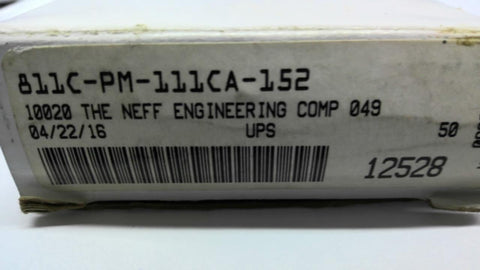 811C-PM-111CA-152
10020 THE NEFF ENGINEERING COMP 049
04/22/16 UPS 50
12528